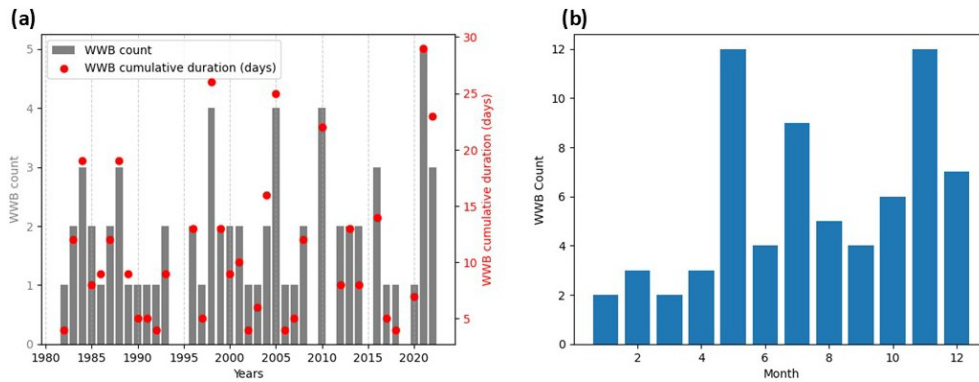 (a)
WWB count
WWB cumulative duration (days)
5
4
3
2
1
0
WWB count
30
25
20
15
10
5
WWB cumulative duration (days)
1980 1985 1990 1995 2000 2005 2010 2015 2020
Years
(b)
12
10
8
6
4
2
0
WWB Count
2 4 6 8 10 12
Month